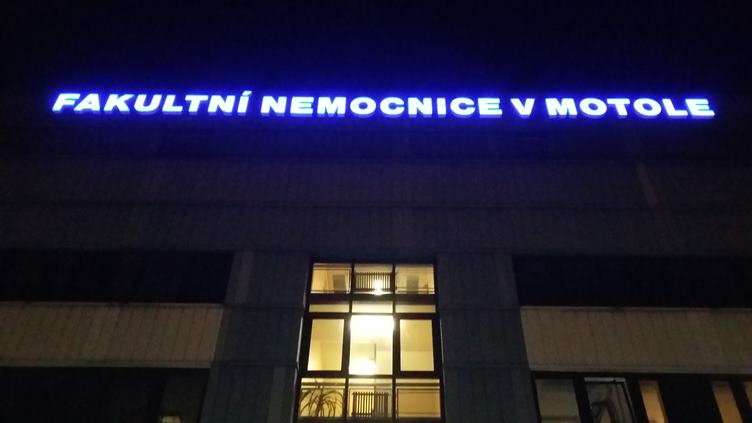 FAKULTNÍ NEMOCNICE V MOTOLE